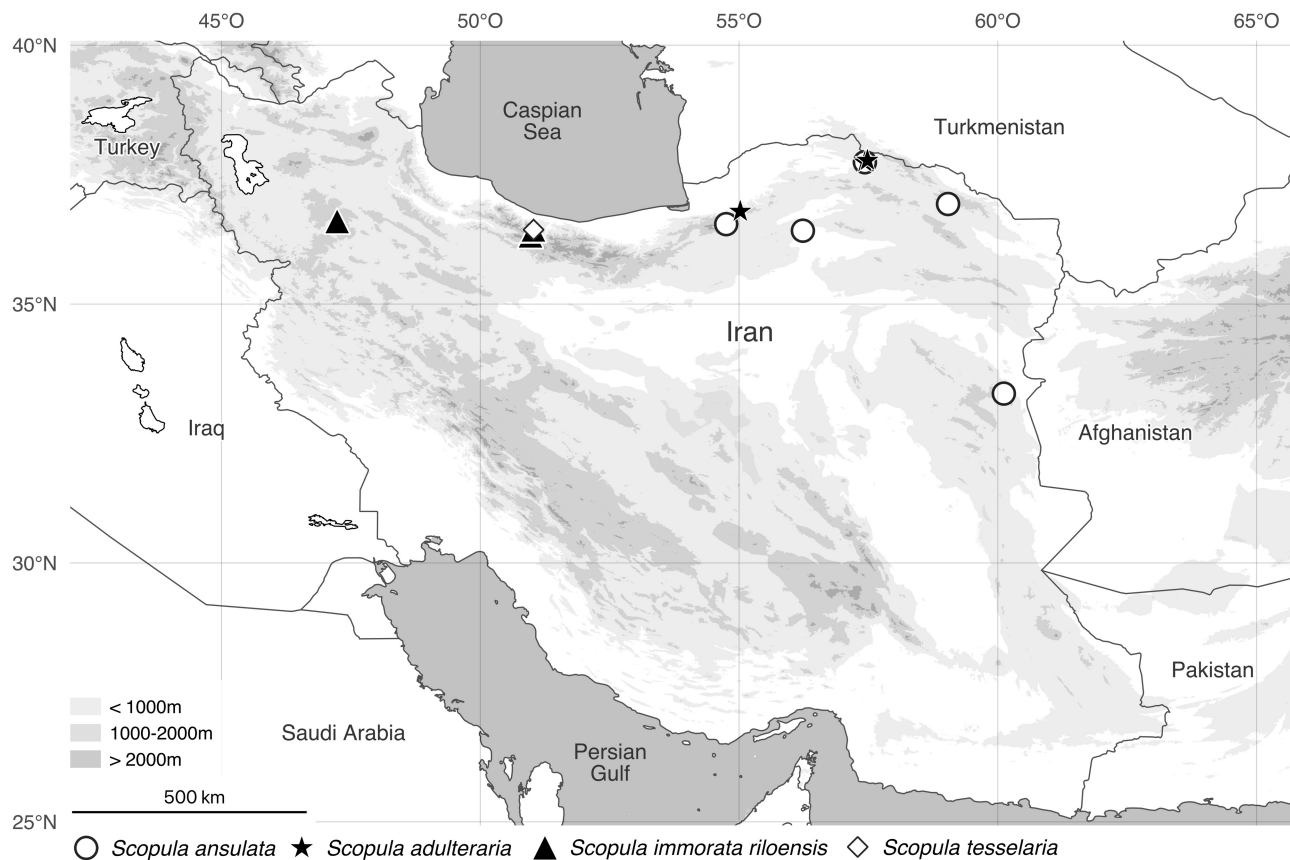 45°O 50°O 55°O 60°O 65°O
40°N
Caspian
Sea
Turkmenistan
Turkey
35°N
Iran
Iraq
Afghanistan
30°N
Pakistan
< 1000m
1000-2000m
> 2000m
Saudi Arabia
Persian
Gulf
500 km
25°N
Scopula ansulata Scopula adulteraria Scopula immorata riloensis Scopula tesselaria